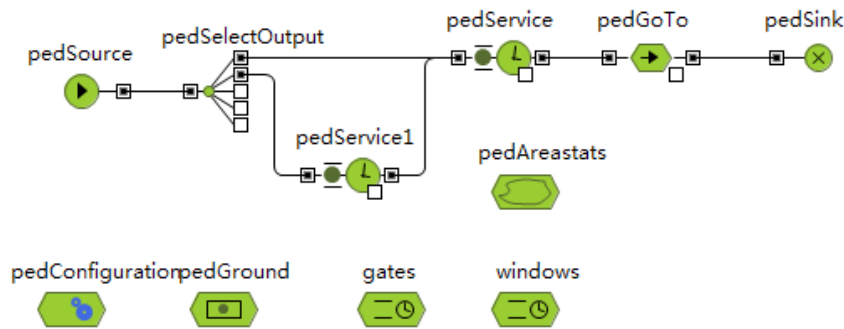 pedSource
pedSelectOutput
pedService
pedGoTo
pedSink
pedService1
pedAreastats
pedConfiguration
pedGround
gates
windows